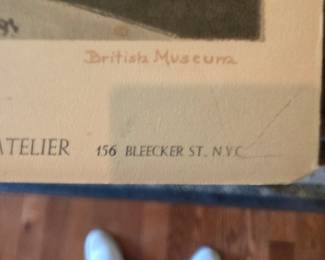 British Museum
ATELIER 156 BLEECKER ST. N.Y.C